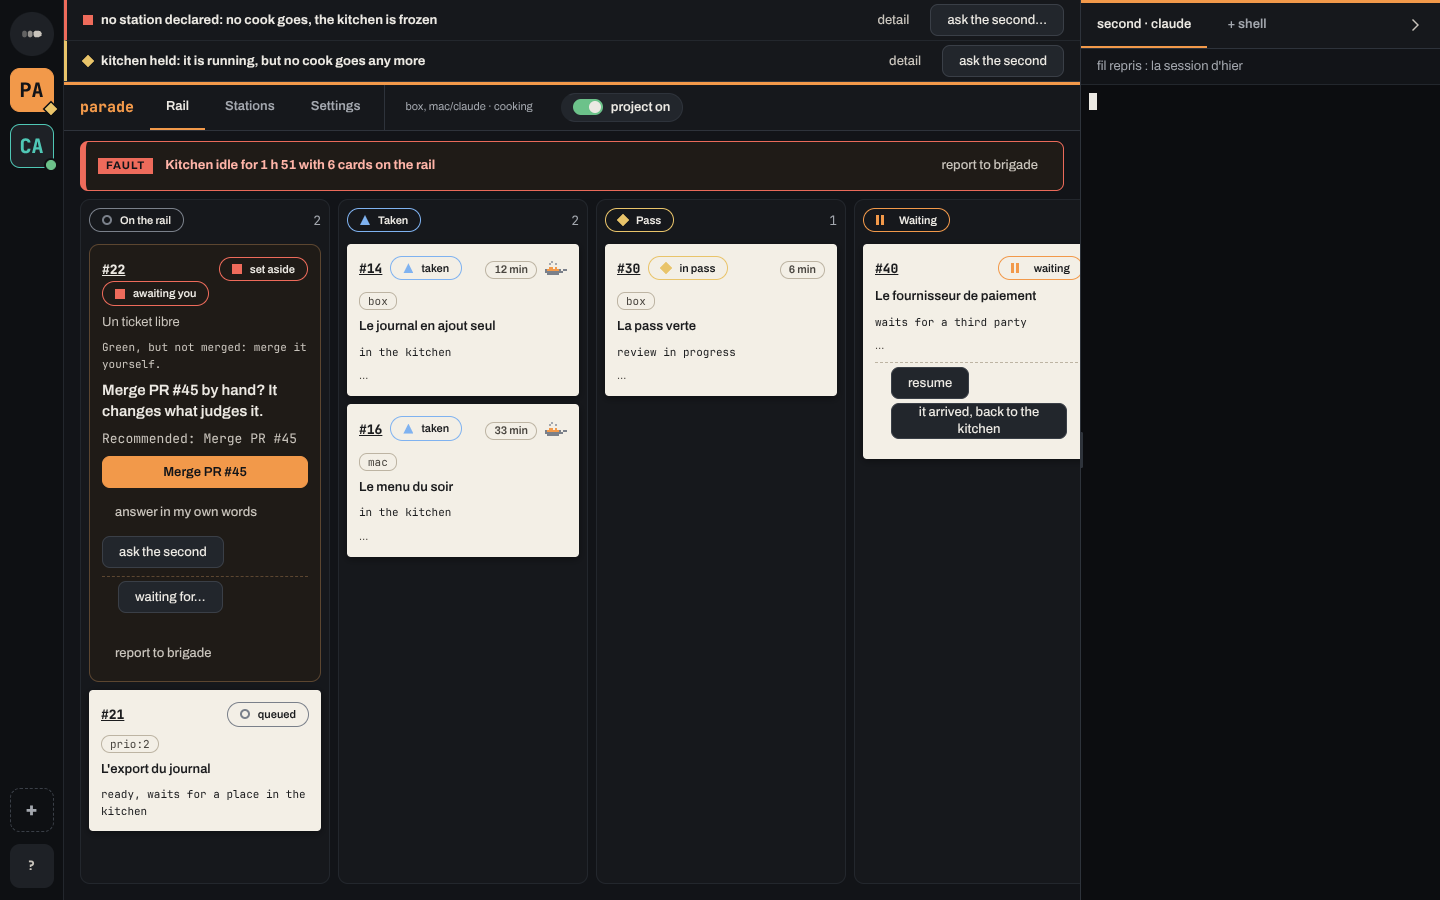 no station declared: no cook goes, the kitchen is frozen
detail
ask the second...
kitchen held: it is running, but no cook goes any more
detail
ask the second
PA
CA
+
?
parade
Rail
Stations
Settings
box, mac/claude · cooking
project on
FAULT
Kitchen idle for 1 h 51 with 6 cards on the rail
report to brigade
On the rail
2
#22
set aside
awaiting you
Un ticket libre
Green, but not merged: merge it
yourself.
Merge PR #45 by hand? It
changes what judges it.
Recommended: Merge PR #45
Merge PR #45
answer in my own words
ask the second
waiting for...
report to brigade
#21
queued
prio:2
L'export du journal
ready, waits for a place in the
kitchen
Taken
2
#14
taken
12 min
box
Le journal en ajout seul
in the kitchen
...
#16
taken
33 min
mac
Le menu du soir
in the kitchen
...
Pass
1
#30
in pass
6 min
box
La pass verte
review in progress
...
Waiting
#40
waiting
Le fournisseur de paiement
waits for a third party
...
resume
it arrived, back to the
kitchen
second · claude
+ shell
fil repris : la session d'hier